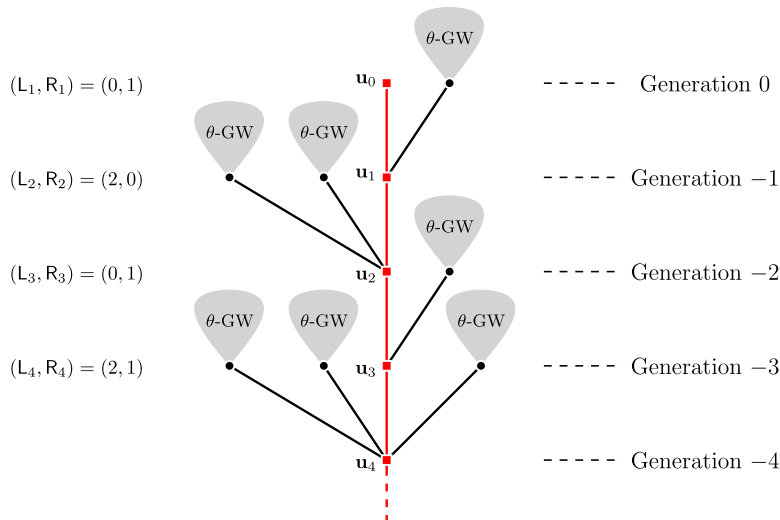 θ-GW
(L₁, R₁) = (0, 1) u₀ Generation 0
θ-GW θ-GW
(L₂, R₂) = (2, 0) u₁ Generation −1
θ-GW
(L₃, R₃) = (0, 1) u₂ Generation −2
θ-GW θ-GW θ-GW
(L₄, R₄) = (2, 1) u₃ Generation −3
u₄ Generation −4